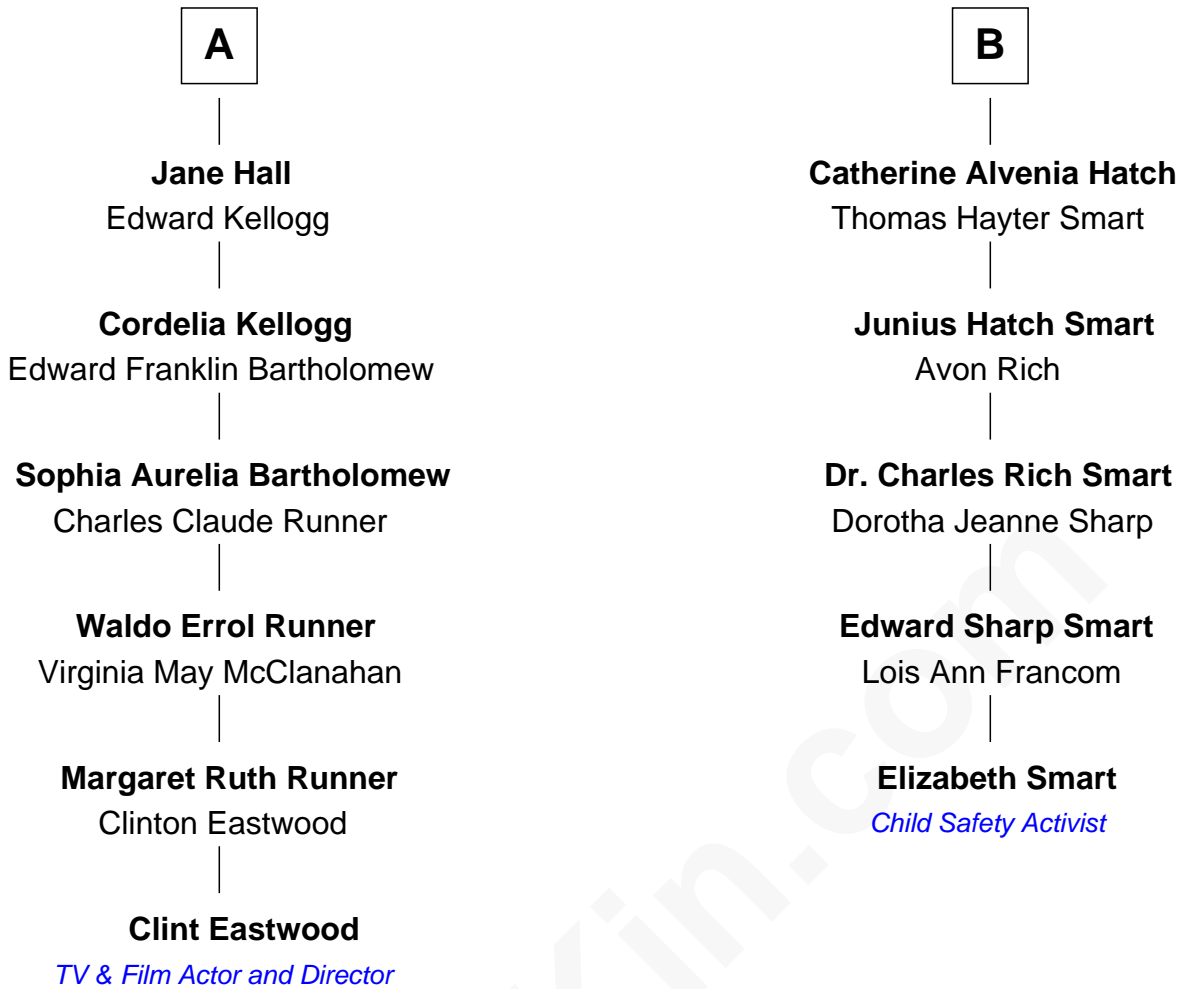 A
Jane Hall
Edward Kellogg
Cordelia Kellogg
Edward Franklin Bartholomew
Sophia Aurelia Bartholomew
Charles Claude Runner
Waldo Errol Runner
Virginia May McClanahan
Margaret Ruth Runner
Clinton Eastwood
Clint Eastwood
TV & Film Actor and Director
B
Catherine Alvenia Hatch
Thomas Hayter Smart
Junius Hatch Smart
Avon Rich
Dr. Charles Rich Smart
Dorotha Jeanne Sharp
Edward Sharp Smart
Lois Ann Francom
Elizabeth Smart
Child Safety Activist
Kin.com